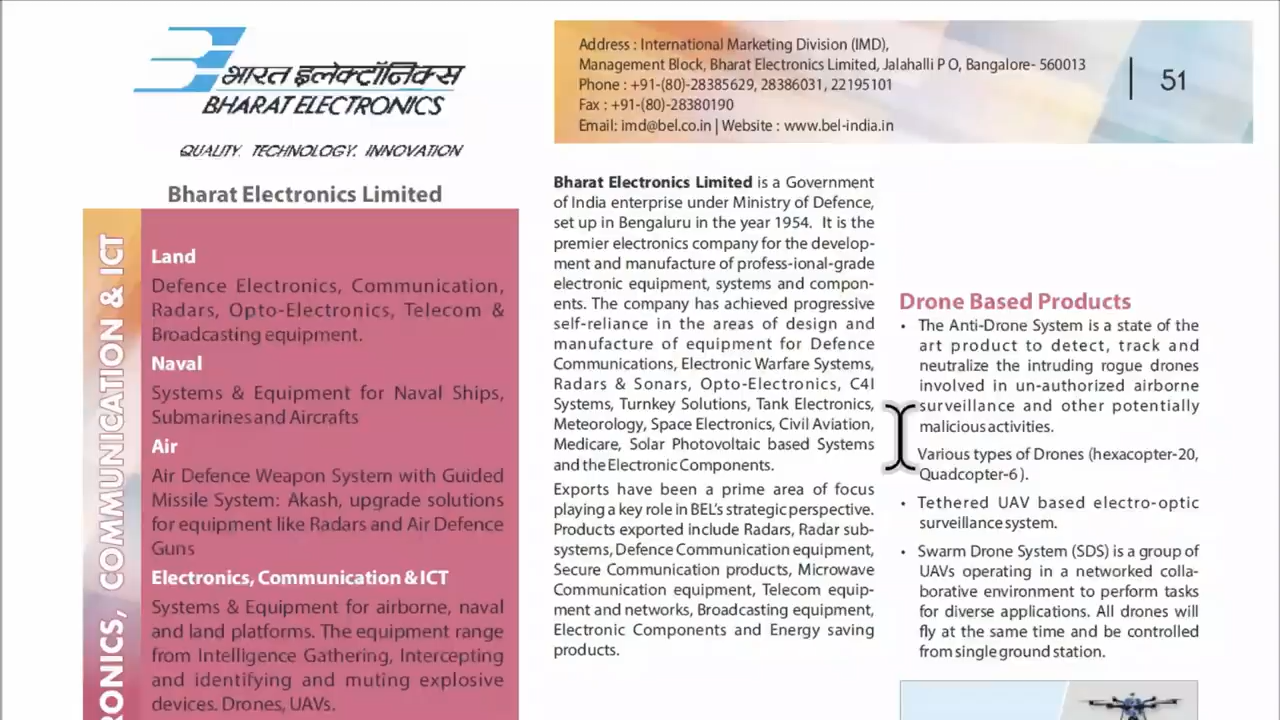 भारत इलेक्ट्रॉनिक्स
BHARAT ELECTRONICS
QUALITY. TECHNOLOGY. INNOVATION
Bharat Electronics Limited
Address : International Marketing Division (IMD),
Management Block, Bharat Electronics Limited, Jalahalli P O, Bangalore- 560013
Phone : +91-(80)-28385629, 28386031, 22195101
Fax : +91-(80)-28380190
Email: imd@bel.co.in | Website : www.bel-india.in
51
RONICS, COMMUNICATION & ICT
Land
Defence Electronics, Communication,
Radars, Opto-Electronics, Telecom &
Broadcasting equipment.
Naval
Systems & Equipment for Naval Ships,
Submarines and Aircrafts
Air
Air Defence Weapon System with Guided
Missile System: Akash, upgrade solutions
for equipment like Radars and Air Defence
Guns
Electronics, Communication & ICT
Systems & Equipment for airborne, naval
and land platforms. The equipment range
from Intelligence Gathering, Intercepting
and identifying and muting explosive
devices. Drones, UAVs.
Bharat Electronics Limited is a Government
of India enterprise under Ministry of Defence,
set up in Bengaluru in the year 1954. It is the
premier electronics company for the develop-
ment and manufacture of profess-ional-grade
electronic equipment, systems and compon-
ents. The company has achieved progressive
self-reliance in the areas of design and
manufacture of equipment for Defence
Communications, Electronic Warfare Systems,
Radars & Sonars, Opto-Electronics, C4I
Systems, Turnkey Solutions, Tank Electronics,
Meteorology, Space Electronics, Civil Aviation,
Medicare, Solar Photovoltaic based Systems
and the Electronic Components.
Exports have been a prime area of focus
playing a key role in BEL's strategic perspective.
Products exported include Radars, Radar sub-
systems, Defence Communication equipment,
Secure Communication products, Microwave
Communication equipment, Telecom equip-
ment and networks, Broadcasting equipment,
Electronic Components and Energy saving
products.
Drone Based Products
• The Anti-Drone System is a state of the
art product to detect, track and
neutralize the intruding rogue drones
involved in un-authorized airborne
surveillance and other potentially
malicious activities.
Various types of Drones (hexacopter-20,
Quadcopter-6 ).
• Tethered UAV based electro-optic
surveillance system.
• Swarm Drone System (SDS) is a group of
UAVs operating in a networked colla-
borative environment to perform tasks
for diverse applications. All drones will
fly at the same time and be controlled
from single ground station.